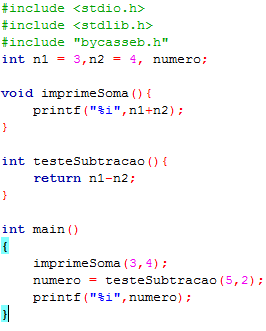 #include <stdio.h>
#include <stdlib.h>
#include "bycasseb.h"
int n1 = 3,n2 = 4, numero;
void imprimeSoma(){
printf("%i",n1+n2);
}
int testeSubtracao(){
return n1-n2;
}
int main()
{
imprimeSoma(3,4);
numero = testeSubtracao(5,2);
printf("%i",numero);
}